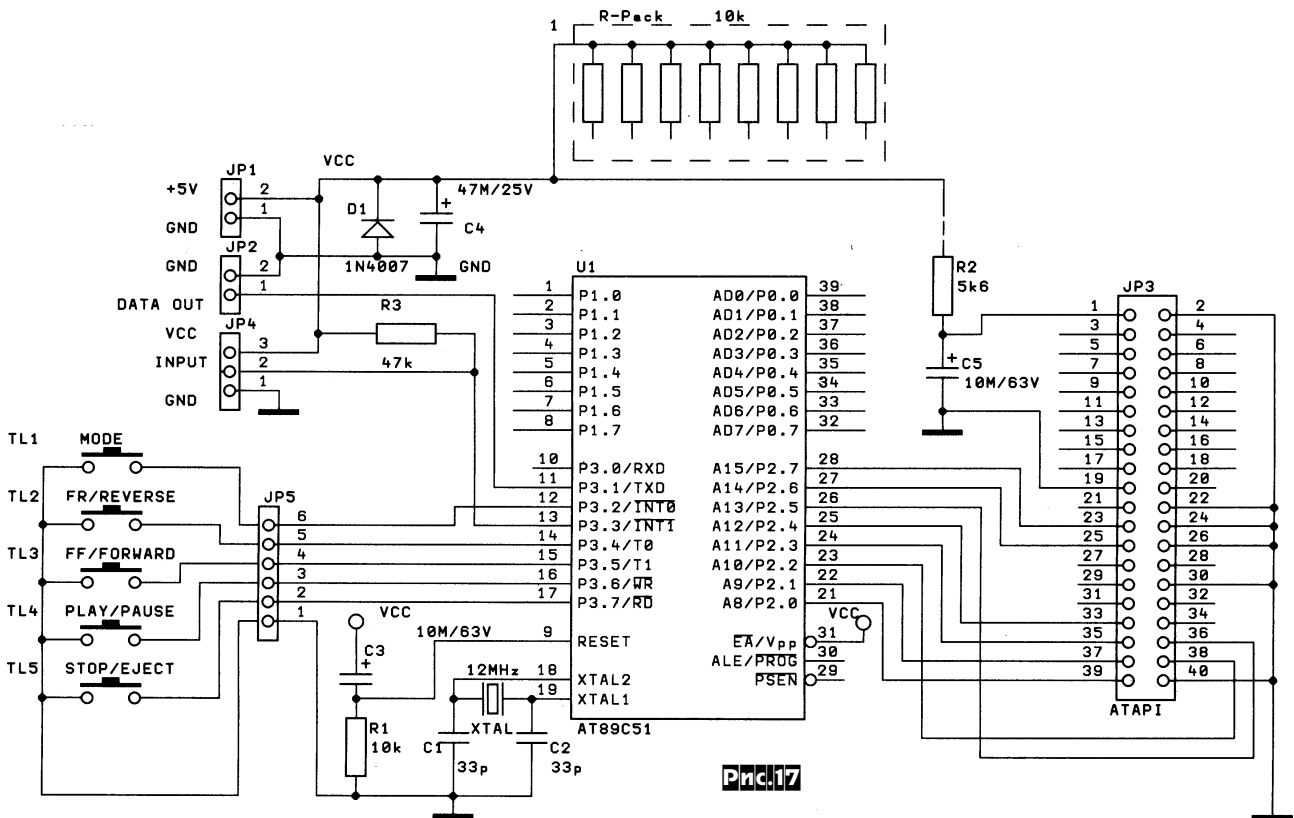 R-Pack 10k
1
VCC
JP1
+5V 2
1
GND
D1
1N4007
47M/25V
+
C4
GND
JP2
GND 2
1
DATA OUT
R3
47k
JP4
VCC
3
INPUT 2
1
GND
R2
5k6
+
C5
10M/63V
U1
1 P1.0 AD0/P0.0 39
2 P1.1 AD1/P0.1 38
3 P1.2 AD2/P0.2 37
4 P1.3 AD3/P0.3 36
5 P1.4 AD4/P0.4 35
6 P1.5 AD5/P0.5 34
7 P1.6 AD6/P0.6 33
8 P1.7 AD7/P0.7 32
10 P3.0/RXD A15/P2.7 28
11 P3.1/TXD A14/P2.6 27
12 P3.2/INT0 A13/P2.5 26
13 P3.3/INT1 A12/P2.4 25
14 P3.4/T0 A11/P2.3 24
15 P3.5/T1 A10/P2.2 23
16 P3.6/WR A9/P2.1 22
17 P3.7/RD A8/P2.0 21
VCC
9 RESET EA/Vpp 31
ALE/PROG 30
18 XTAL2 PSEN 29
19 XTAL1
AT89C51
JP3
1 2
3 4
5 6
7 8
9 10
11 12
13 14
15 16
17 18
19 20
21 22
23 24
25 26
27 28
29 30
31 32
33 34
35 36
37 38
39 40
ATAPI
TL1 MODE
TL2 FR/REVERSE
TL3 FF/FORWARD
TL4 PLAY/PAUSE
TL5 STOP/EJECT
JP5
6
5
4
3
2
1
VCC
10M/63V
C3
+
R1
10k
12MHz
XTAL
C1
33p
C2
33p
Рис.17